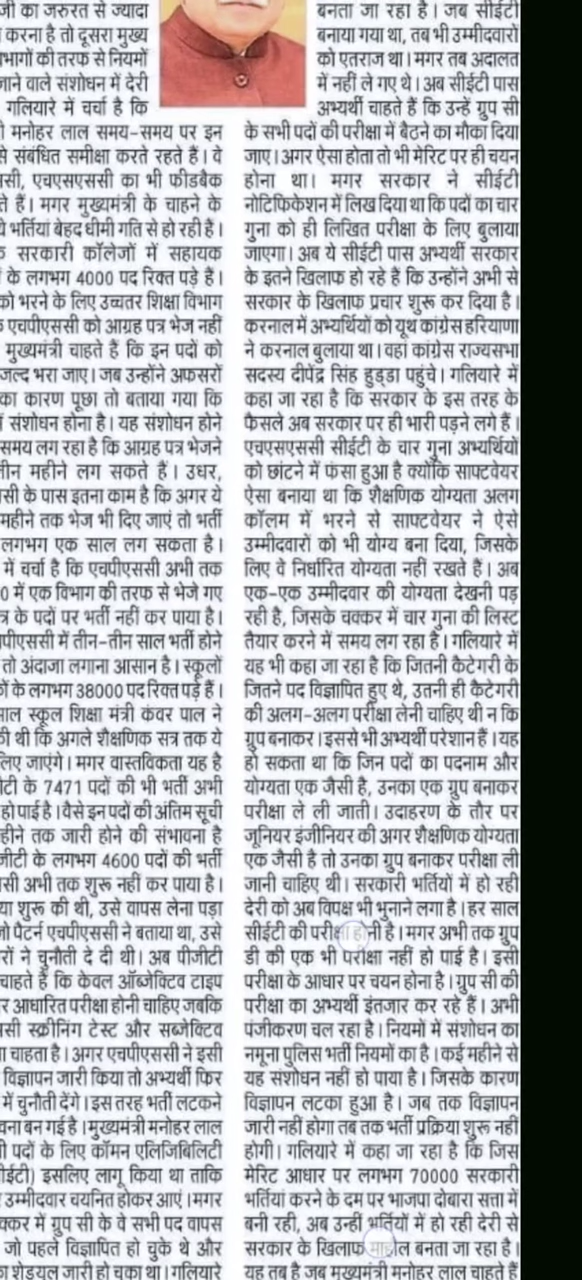 जी का जरुरत से ज्यादा
करना है तो दूसरा मुख्य
भागों की तरफ से नियमों
जाने वाले संशोधन में देरी
गलियारे में चर्चा है कि
मनोहर लाल समय-समय पर इन
से संबंधित समीक्षा करते रहते हैं। वे
एचएसएससी का भी फीडबैक
हैं। मगर मुख्यमंत्री के चाहने के
भर्तियां बेहद धीमी गति से हो रही हैं।
सरकारी कॉलेजों में सहायक
के लगभग 4000 पद रिक्त पड़े हैं।
को भरने के लिए उच्चतर शिक्षा विभाग
एचपीएससी को आग्रह पत्र भेज नहीं
मुख्यमंत्री चाहते हैं कि इन पदों को
जल्द भरा जाए। जब उन्होंने अफसरों
का कारण पूछा तो बताया गया कि
संशोधन होना है। यह संशोधन होने
समय लग रहा है कि आग्रह पत्र भेजने
तीन महीने लग सकते हैं। उधर,
सी के पास इतना काम है कि अगर ये
महीने तक भेज भी दिए जाएं तो भर्ती
लगभग एक साल लग सकता है।
में चर्चा है कि एचपीएससी अभी तक
0 में एक विभाग की तरफ से भेजे गए
त्र के पदों पर भर्ती नहीं कर पाया है।
पीएससी में तीन-तीन साल भर्ती होने
तो अंदाजा लगाना आसान है। स्कूलों
के लगभग 38000 पद रिक्त पड़े हैं।
साल स्कूल शिक्षा मंत्री कंवर पाल ने
की थी कि अगले शैक्षणिक सत्र तक ये
लिए जाएंगे। मगर वास्तविकता यह है
टी के 7471 पदों की भी भर्ती अभी
हो पाई है। वैसे इन पदों की अंतिम सूची
हीने तक जारी होने की संभावना है
जीटी के लगभग 4600 पदों की भर्ती
सी अभी तक शुरू नहीं कर पाया है।
या शुरू की थी, उसे वापस लेना पड़ा
जो पैटर्न एचपीएससी ने बताया था, उसे
रों ने चुनौती दे दी थी। अब पीजीटी
चाहते हैं कि केवल ऑब्जेक्टिव टाइप
र आधारित परीक्षा होनी चाहिए जबकि
ससी स्क्रीनिंग टेस्ट और सब्जेक्टिव
चाहता है। अगर एचपीएससी ने इसी
विज्ञापन जारी किया तो अभ्यर्थी फिर
में चुनौती देंगे। इस तरह भर्ती लटकने
वना बन गई है। मुख्यमंत्री मनोहर लाल
पदों के लिए कॉमन एलिजिबिलिटी
ईटी) इसलिए लागू किया था ताकि
उम्मीदवार चयनित होकर आएं। मगर
क्कर में ग्रुप सी के वे सभी पद वापस
जो पहले विज्ञापित हो चुके थे और
शेड्यूल जारी हो चुका था। गलियारे
बनता जा रहा है। जब सीईटी
बनाया गया था, तब भी उम्मीदवारों
को एतराज था। मगर तब अदालत
में नहीं ले गए थे। अब सीईटी पास
अभ्यर्थी चाहते हैं कि उन्हें ग्रुप सी
के सभी पदों की परीक्षा में बैठने का मौका दिया
जाए। अगर ऐसा होता तो भी मेरिट पर ही चयन
होना था। मगर सरकार ने सीईटी
नोटिफिकेशन में लिख दिया था कि पदों का चार
गुना को ही लिखित परीक्षा के लिए बुलाया
जाएगा। अब ये सीईटी पास अभ्यर्थी सरकार
के इतने खिलाफ हो रहे हैं कि उन्होंने अभी से
सरकार के खिलाफ प्रचार शुरू कर दिया है।
करनाल में अभ्यर्थियों को यूथ कांग्रेस हरियाणा
ने करनाल बुलाया था। वहां कांग्रेस राज्यसभा
सदस्य दीपेंद्र सिंह हुड्डा पहुंचे। गलियारे में
कहा जा रहा है कि सरकार के इस तरह के
फैसले अब सरकार पर ही भारी पड़ने लगे हैं।
एचएसएससी सीईटी के चार गुना अभ्यर्थियों
को छांटने में फंसा हुआ है क्योंकि साफ्टवेयर
ऐसा बनाया था कि शैक्षणिक योग्यता अलग
कॉलम में भरने से साफ्टवेयर ने ऐसे
उम्मीदवारों को भी योग्य बना दिया, जिसके
लिए वे निर्धारित योग्यता नहीं रखते हैं। अब
एक-एक उम्मीदवार की योग्यता देखनी पड़
रही है, जिसके चक्कर में चार गुना की लिस्ट
तैयार करने में समय लग रहा है। गलियारे में
यह भी कहा जा रहा है कि जितनी कैटेगरी के
जितने पद विज्ञापित हुए थे, उतनी ही कैटेगरी
की अलग-अलग परीक्षा लेनी चाहिए थी न कि
ग्रुप बनाकर। इससे भी अभ्यर्थी परेशान हैं। यह
हो सकता था कि जिन पदों का पदनाम और
योग्यता एक जैसी है, उनका एक ग्रुप बनाकर
परीक्षा ले ली जाती। उदाहरण के तौर पर
जूनियर इंजीनियर की अगर शैक्षणिक योग्यता
एक जैसी है तो उनका ग्रुप बनाकर परीक्षा ली
जानी चाहिए थी। सरकारी भर्तियों में हो रही
देरी को अब विपक्ष भी भुनाने लगा है। हर साल
सीईटी की परीक्षा होनी है। मगर अभी तक ग्रुप
डी की एक भी परीक्षा नहीं हो पाई है। इसी
परीक्षा के आधार पर चयन होना है। ग्रुप सी की
परीक्षा का अभ्यर्थी इंतजार कर रहे हैं। अभी
पंजीकरण चल रहा है। नियमों में संशोधन का
नमूना पुलिस भर्ती नियमों का है। कई महीने से
यह संशोधन नहीं हो पाया है। जिसके कारण
विज्ञापन लटका हुआ है। जब तक विज्ञापन
जारी नहीं होगा तब तक भर्ती प्रक्रिया शुरू नहीं
होगी। गलियारे में कहा जा रहा है कि जिस
मेरिट आधार पर लगभग 70000 सरकारी
भर्तियां करने के दम पर भाजपा दोबारा सत्ता में
बनी रही, अब उन्हीं भर्तियों में हो रही देरी से
सरकार के खिलाफ माहौल बनता जा रहा है।
यह तब है जब मुख्यमंत्री मनोहर लाल चाहते हैं